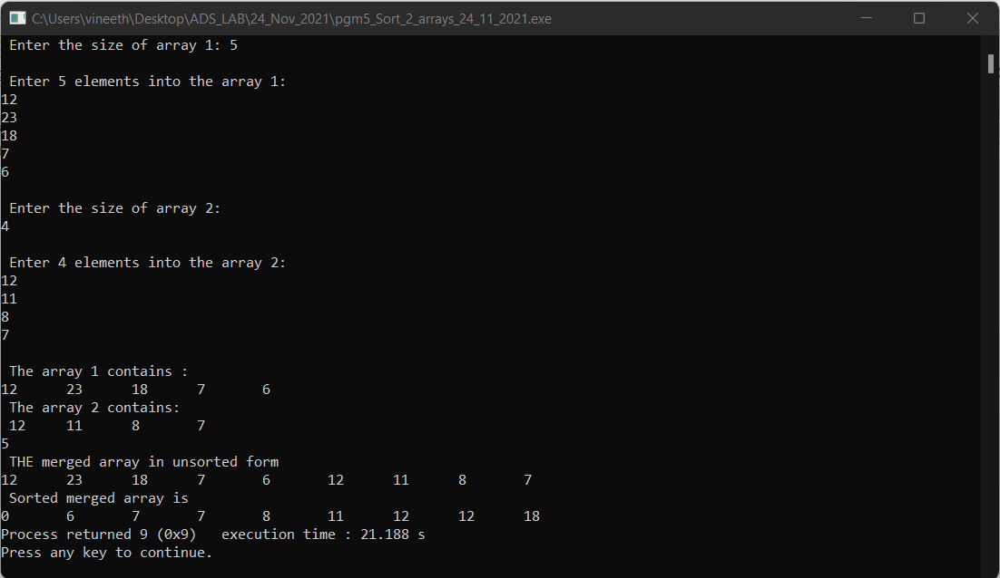 C:\Users\vineeth\Desktop\ADS_LAB\24_Nov_2021\pgm5_Sort_2_arrays_24_11_2021.exe
Enter the size of array 1: 5
Enter 5 elements into the array 1:
12
23
18
7
6
Enter the size of array 2:
4
Enter 4 elements into the array 2:
12
11
8
7
The array 1 contains :
12 23 18 7 6
The array 2 contains:
12 11 8 7
5
THE merged array in unsorted form
12 23 18 7 6 12 11 8 7
Sorted merged array is
0 6 7 7 8 11 12 12 18
Process returned 9 (0x9) execution time : 21.188 s
Press any key to continue.